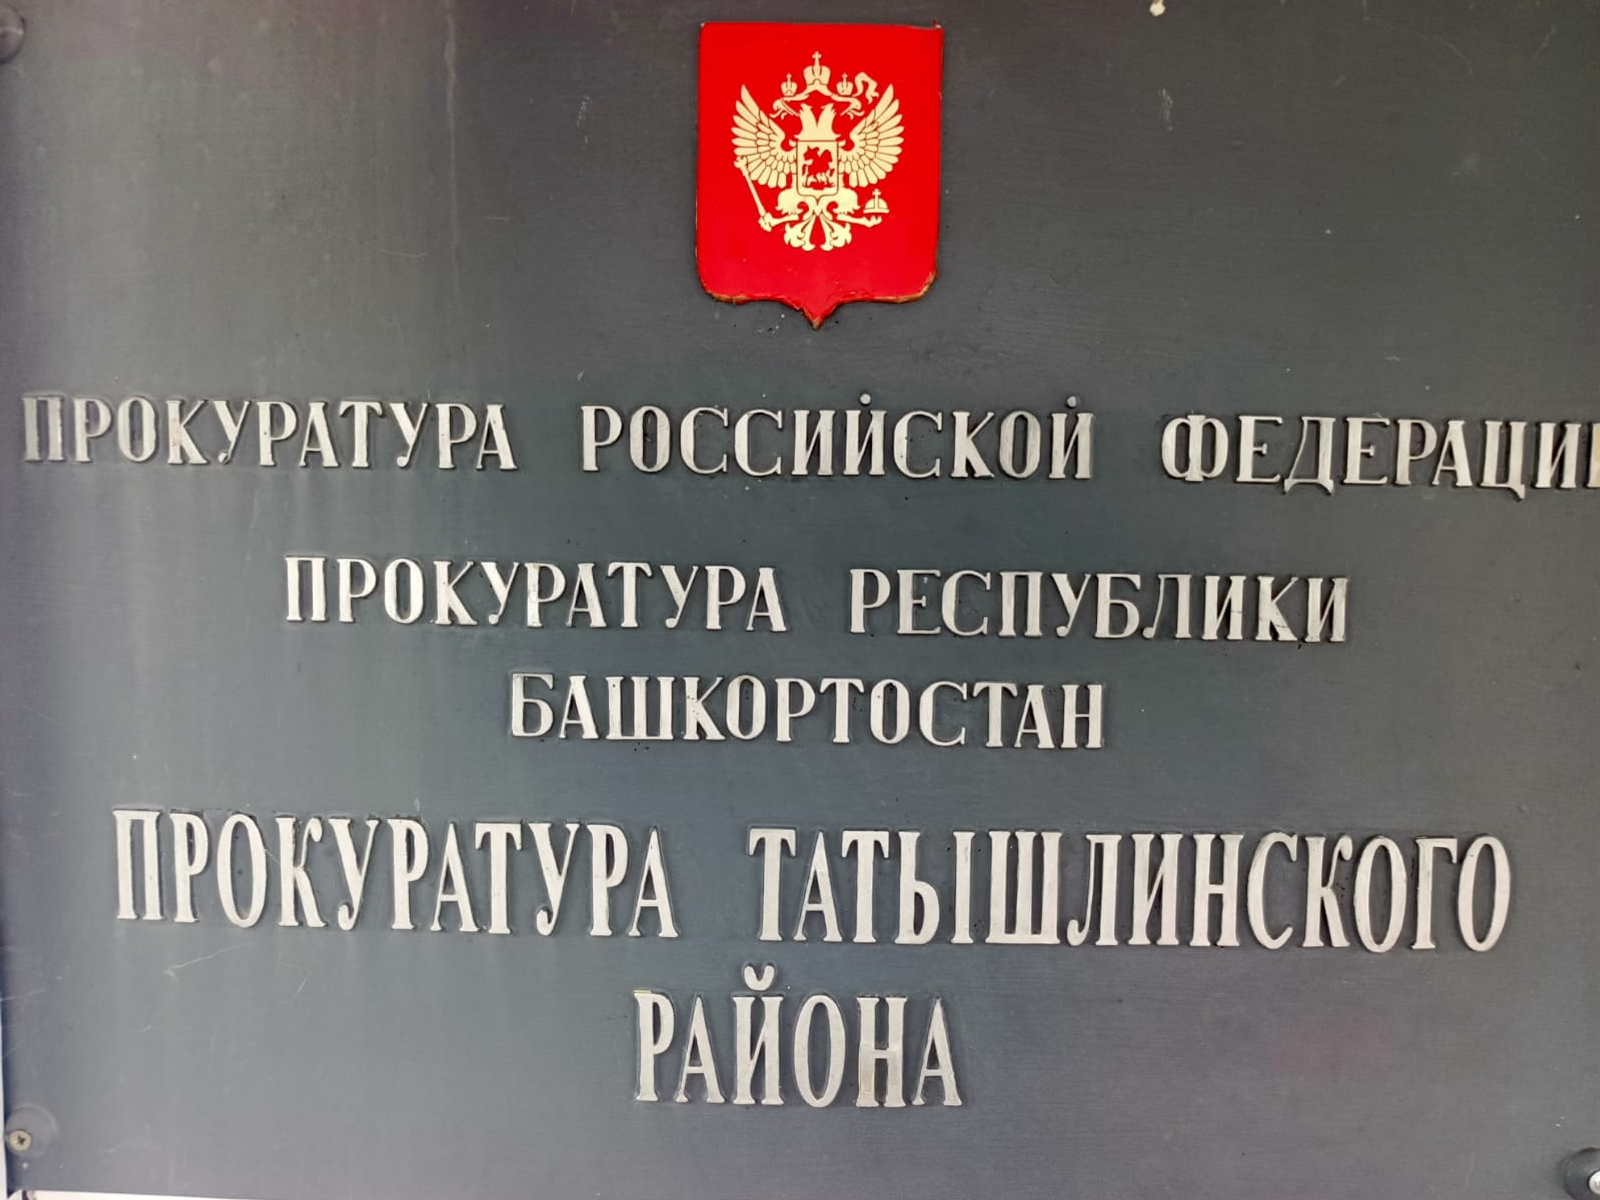 ПРОКУРАТУРА РОССИЙСКОЙ ФЕДЕРАЦИИ
ПРОКУРАТУРА РЕСПУБЛИКИ
БАШКОРТОСТАН
ПРОКУРАТУРА ТАТЫШЛИНСКОГО
РАЙОНА